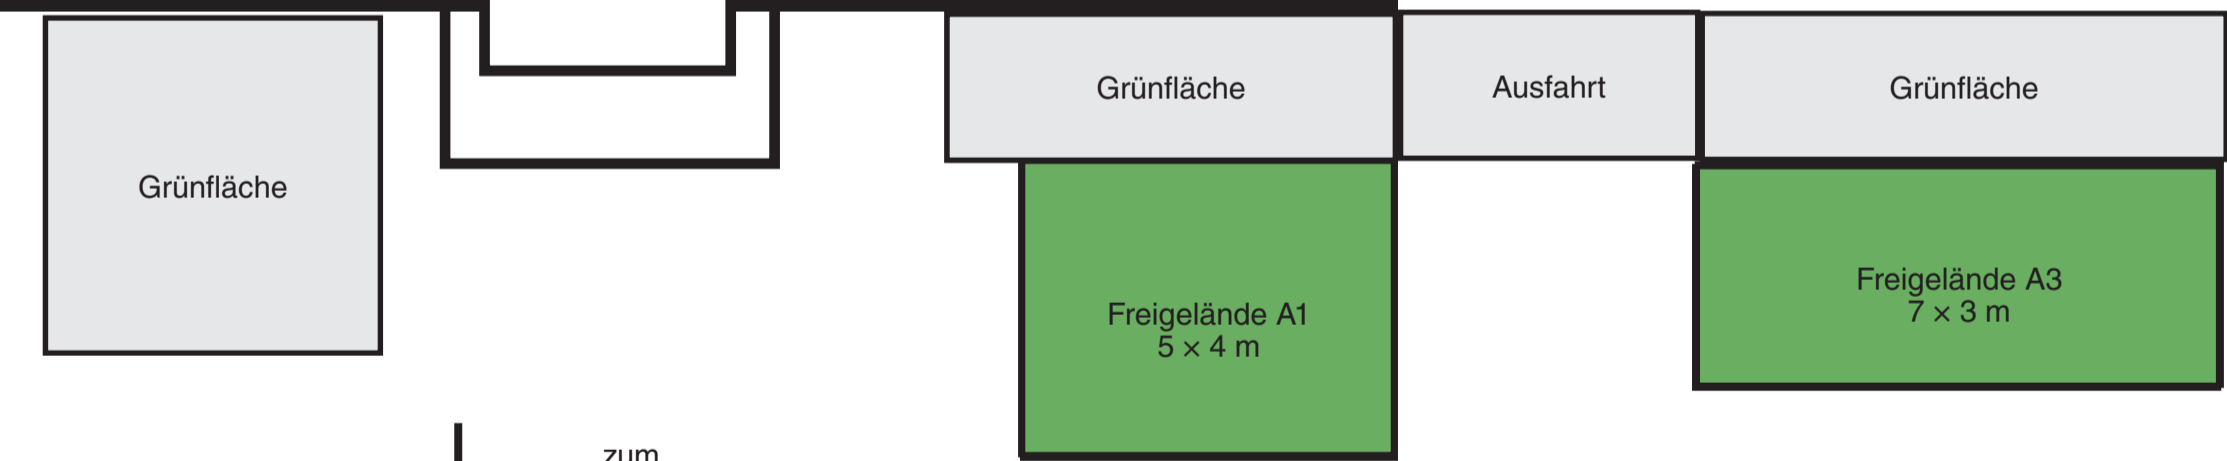 Grünfläche
Grünfläche
Ausfahrt
Grünfläche
Freigelände A1
5 × 4 m
Freigelände A3
7 × 3 m
zum